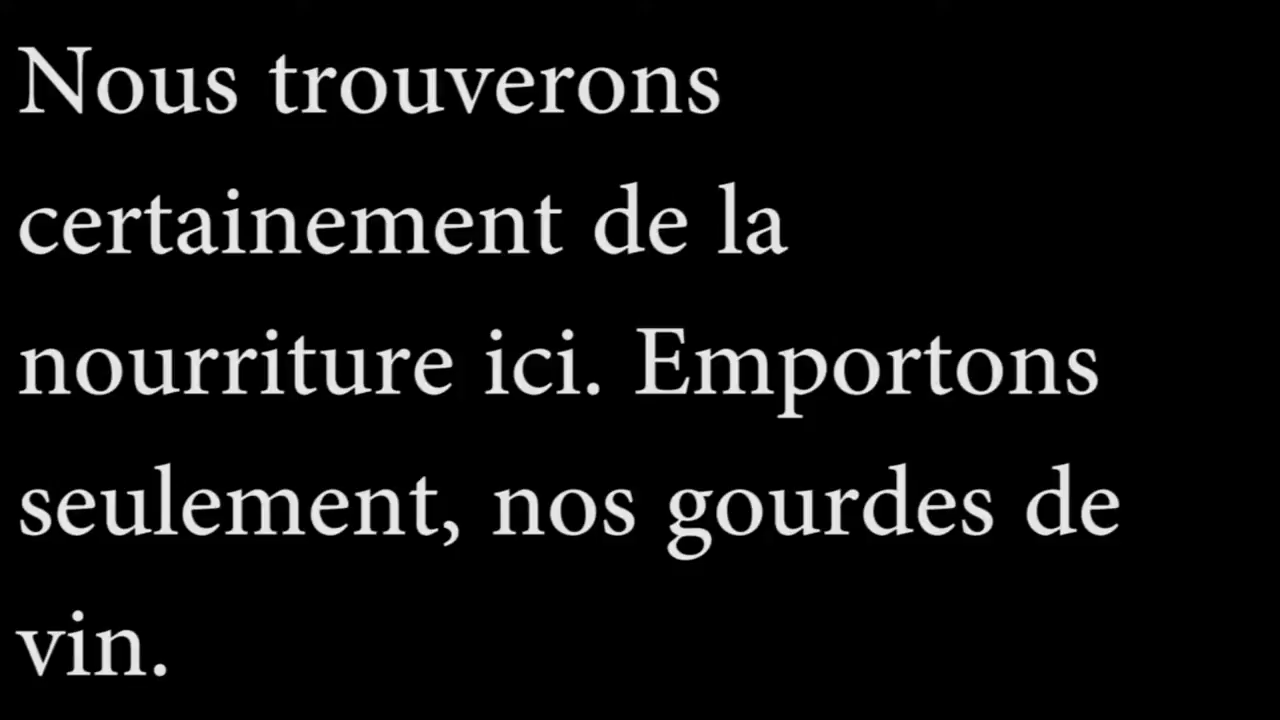 Nous trouverons
certainement de la
nourriture ici. Emportons
seulement, nos gourdes de
vin.